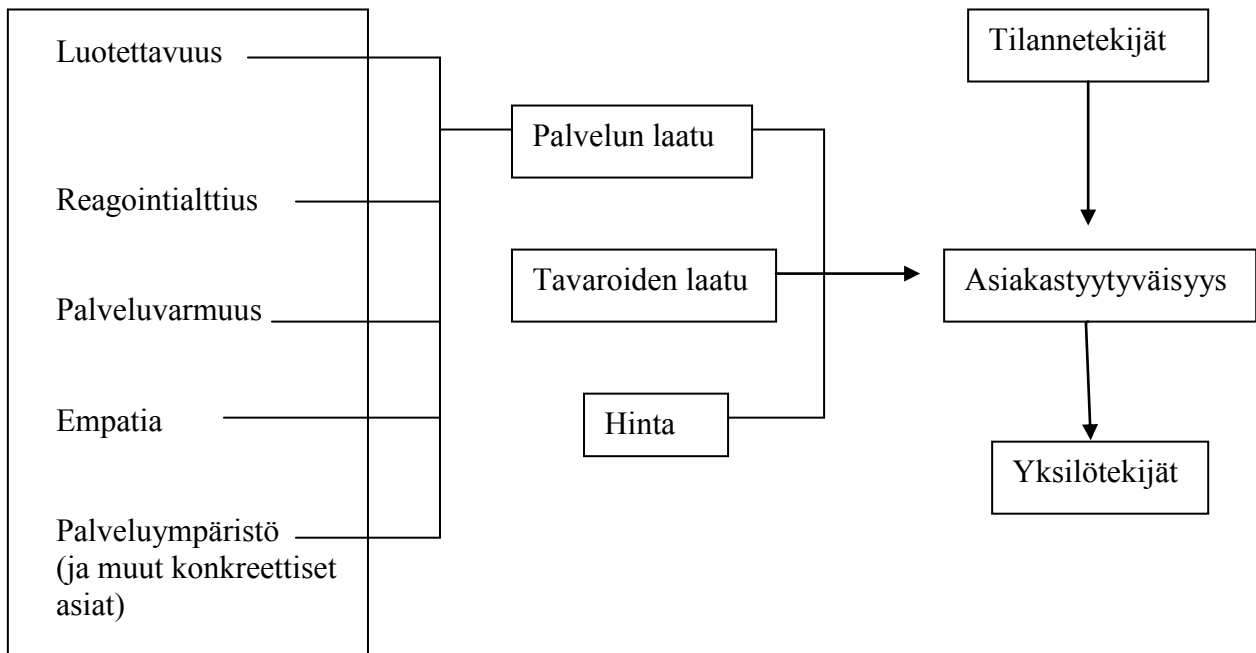 Luotettavuus
Reagointialttius
Palveluvarmuus
Empatia
Palveluympäristö
(ja muut konkreettiset
asiat)
Palvelun laatu
Tavaroiden laatu
Hinta
Tilannetekijät
Asiakastyytyväisyys
Yksilötekijät